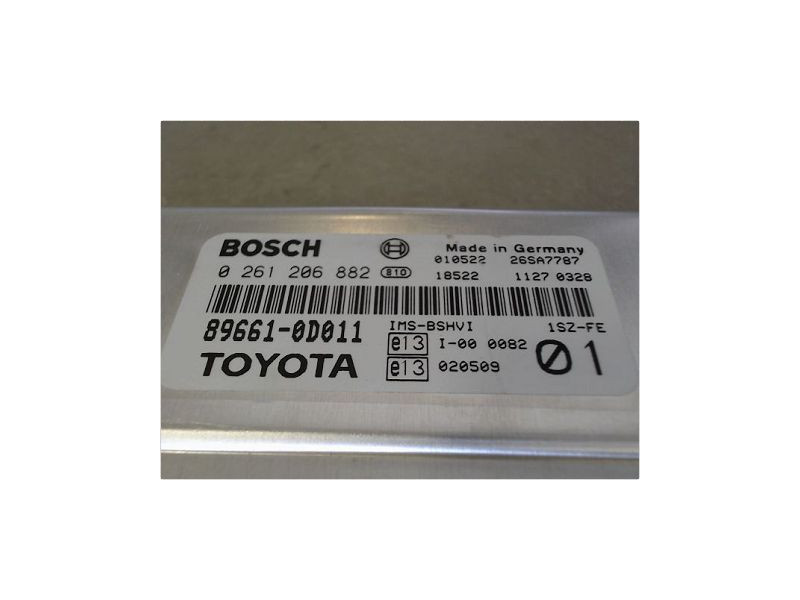 BOSCH Made in Germany
010522 26SA7787
0 261 206 882 810 18522 1127 0328
89661-0D011 IMS-BSHVI 1SZ-FE
e13 I-00 0082
TOYOTA e13 020509 01